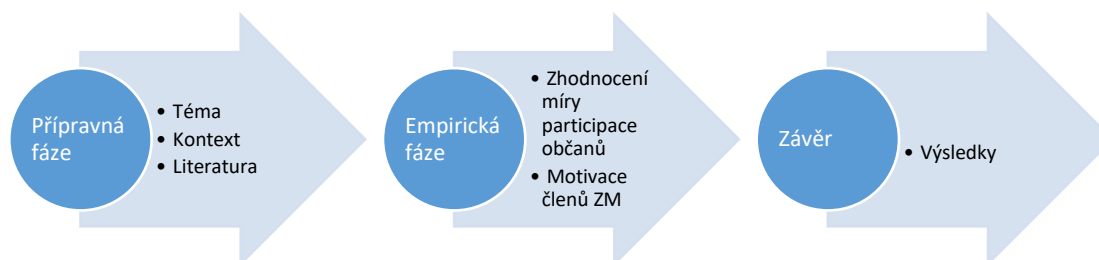 Přípravná
fáze
• Téma
• Kontext
• Literatura
Empirická
fáze
• Zhodnocení
míry
participace
občanů
• Motivace
členů ZM
Závěr
• Výsledky